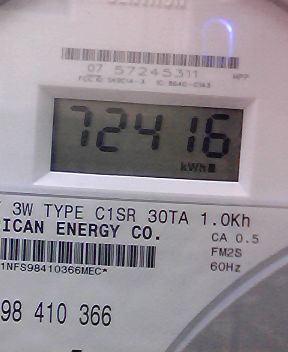 07 57245311 MPP
72416
kWh
3W TYPE C1SR 30TA 1.0Kh
ICAN ENERGY CO.
CA 0.5
FM2S
60Hz
1NFS98410366MEC*
98 410 366